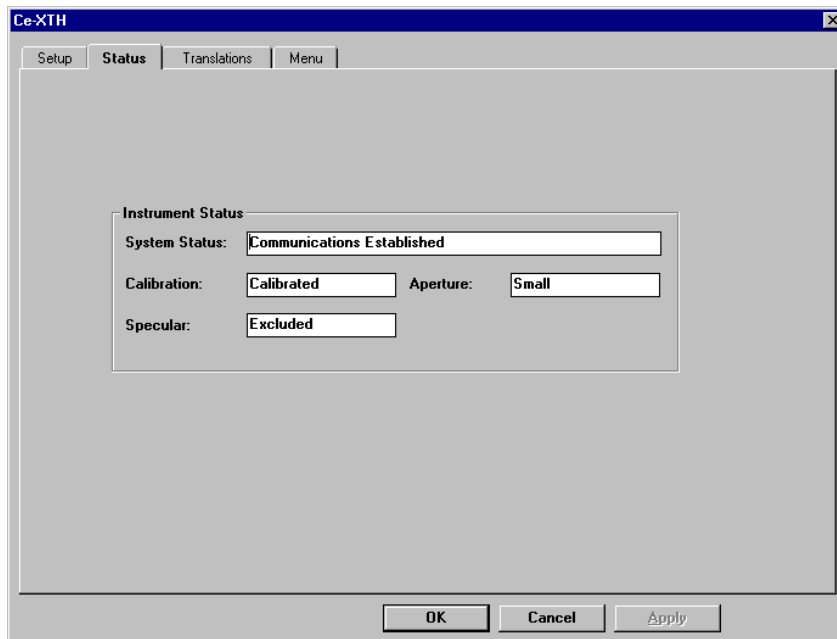 Ce-XTH
Setup Status Translations Menu
Instrument Status
System Status: Communications Established
Calibration: Calibrated Aperture: Small
Specular: Excluded
OK Cancel Apply